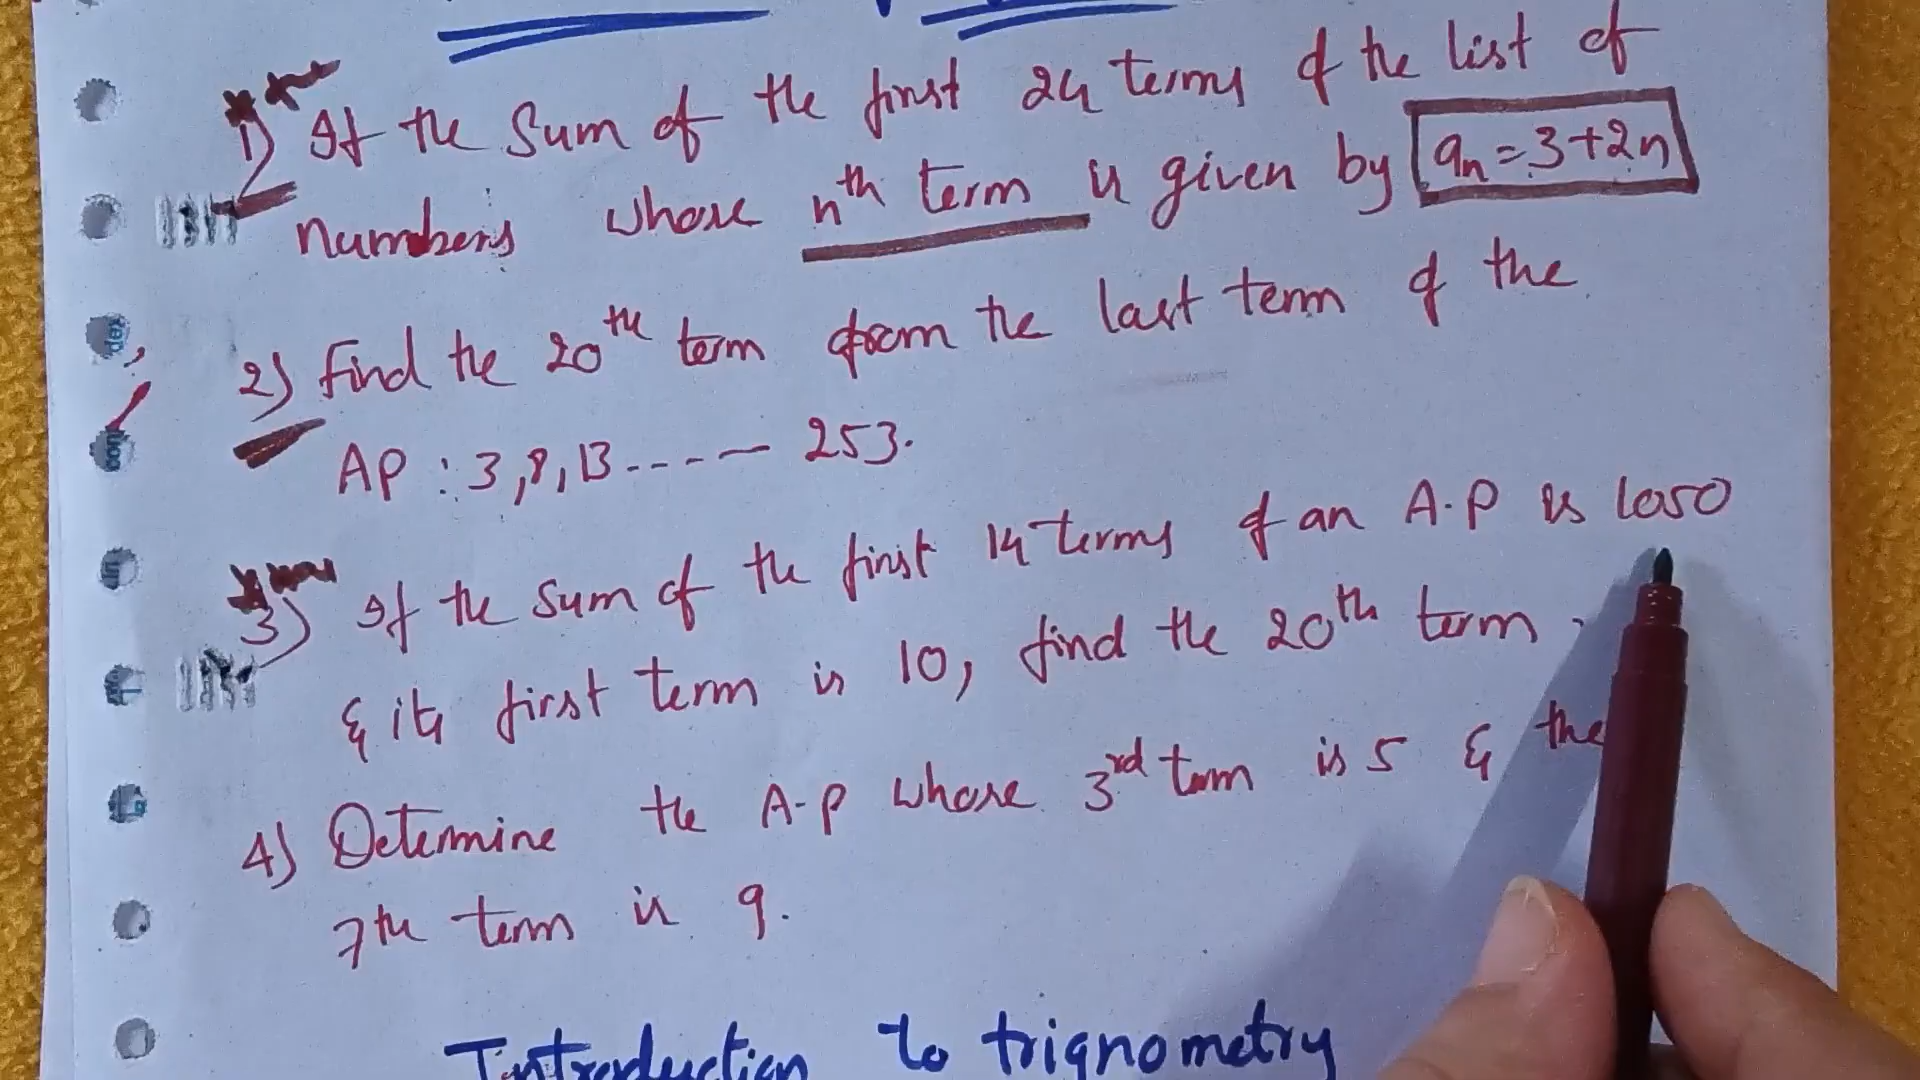 1) If the Sum of the first 24 terms of the list of
numbers whose nth term is given by an = 3+2n
2) Find the 20th term from the last term of the
AP : 3,8,13 ----- 253.
3) If the sum of the first 14 terms of an A.P is 1050
& its first term is 10, find the 20th term.
4) Determine the A-P whose 3rd term is 5 & the
7th term is 9.
Introduction to trignometry